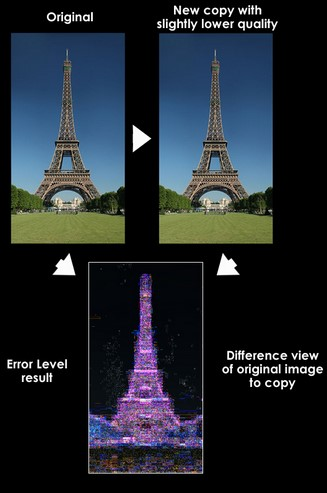 Original
New copy with
slightly lower quality
Error Level
result
Difference view
of original image
to copy